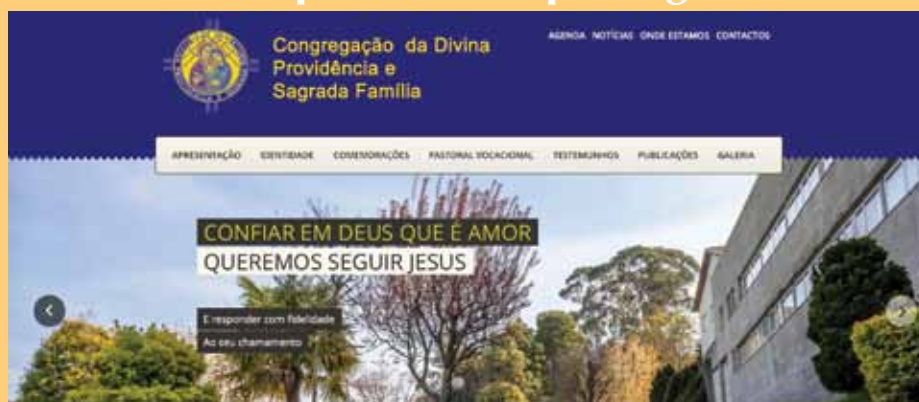 AGENDA NOTÍCIAS ONDE ESTAMOS CONTACTOS
Congregação da Divina
Providência e
Sagrada Família
APRESENTAÇÃO IDENTIDADE COMEMORAÇÕES PASTORAL VOCACIONAL TESTEMUNHOS PUBLICAÇÕES GALERIA
CONFIAR EM DEUS QUE É AMOR
QUEREMOS SEGUIR JESUS
E responder com fidelidade
Ao seu chamamento